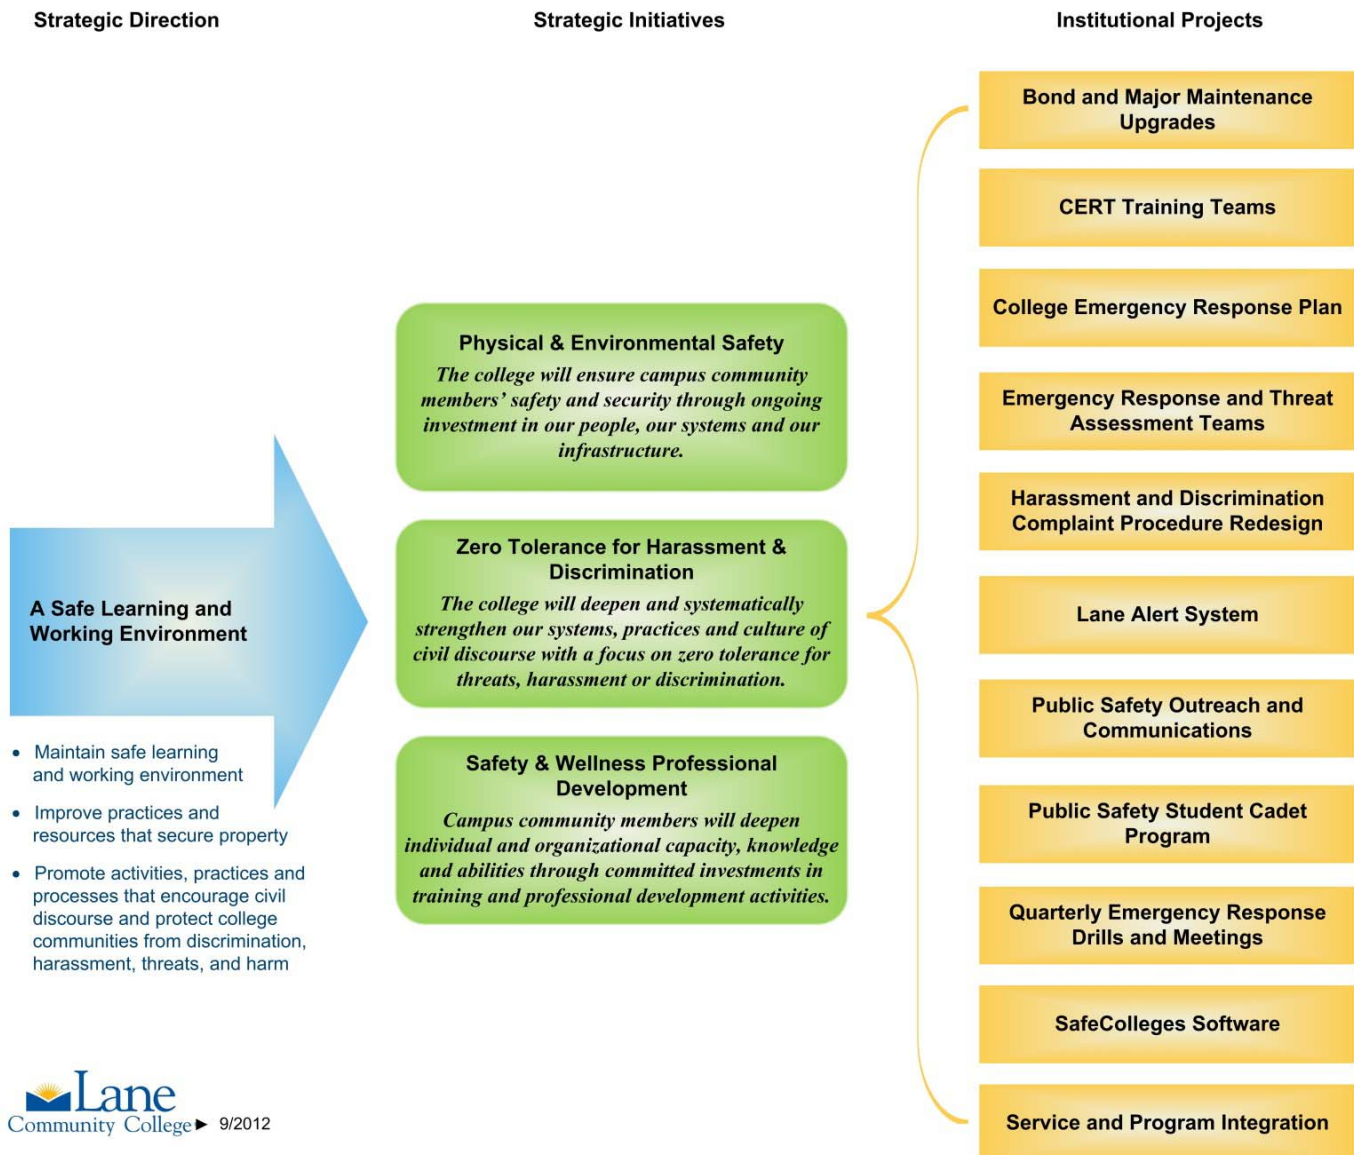 Strategic Direction
Strategic Initiatives
Institutional Projects
A Safe Learning and
Working Environment
• Maintain safe learning
and working environment
• Improve practices and
resources that secure property
• Promote activities, practices and
processes that encourage civil
discourse and protect college
communities from discrimination,
harassment, threats, and harm
Physical & Environmental Safety
The college will ensure campus community
members’ safety and security through ongoing
investment in our people, our systems and our
infrastructure.
Zero Tolerance for Harassment &
Discrimination
The college will deepen and systematically
strengthen our systems, practices and culture of
civil discourse with a focus on zero tolerance for
threats, harassment or discrimination.
Safety & Wellness Professional
Development
Campus community members will deepen
individual and organizational capacity, knowledge
and abilities through committed investments in
training and professional development activities.
Bond and Major Maintenance
Upgrades
CERT Training Teams
College Emergency Response Plan
Emergency Response and Threat
Assessment Teams
Harassment and Discrimination
Complaint Procedure Redesign
Lane Alert System
Public Safety Outreach and
Communications
Public Safety Student Cadet
Program
Quarterly Emergency Response
Drills and Meetings
SafeColleges Software
Service and Program Integration
Lane
Community College ► 9/2012